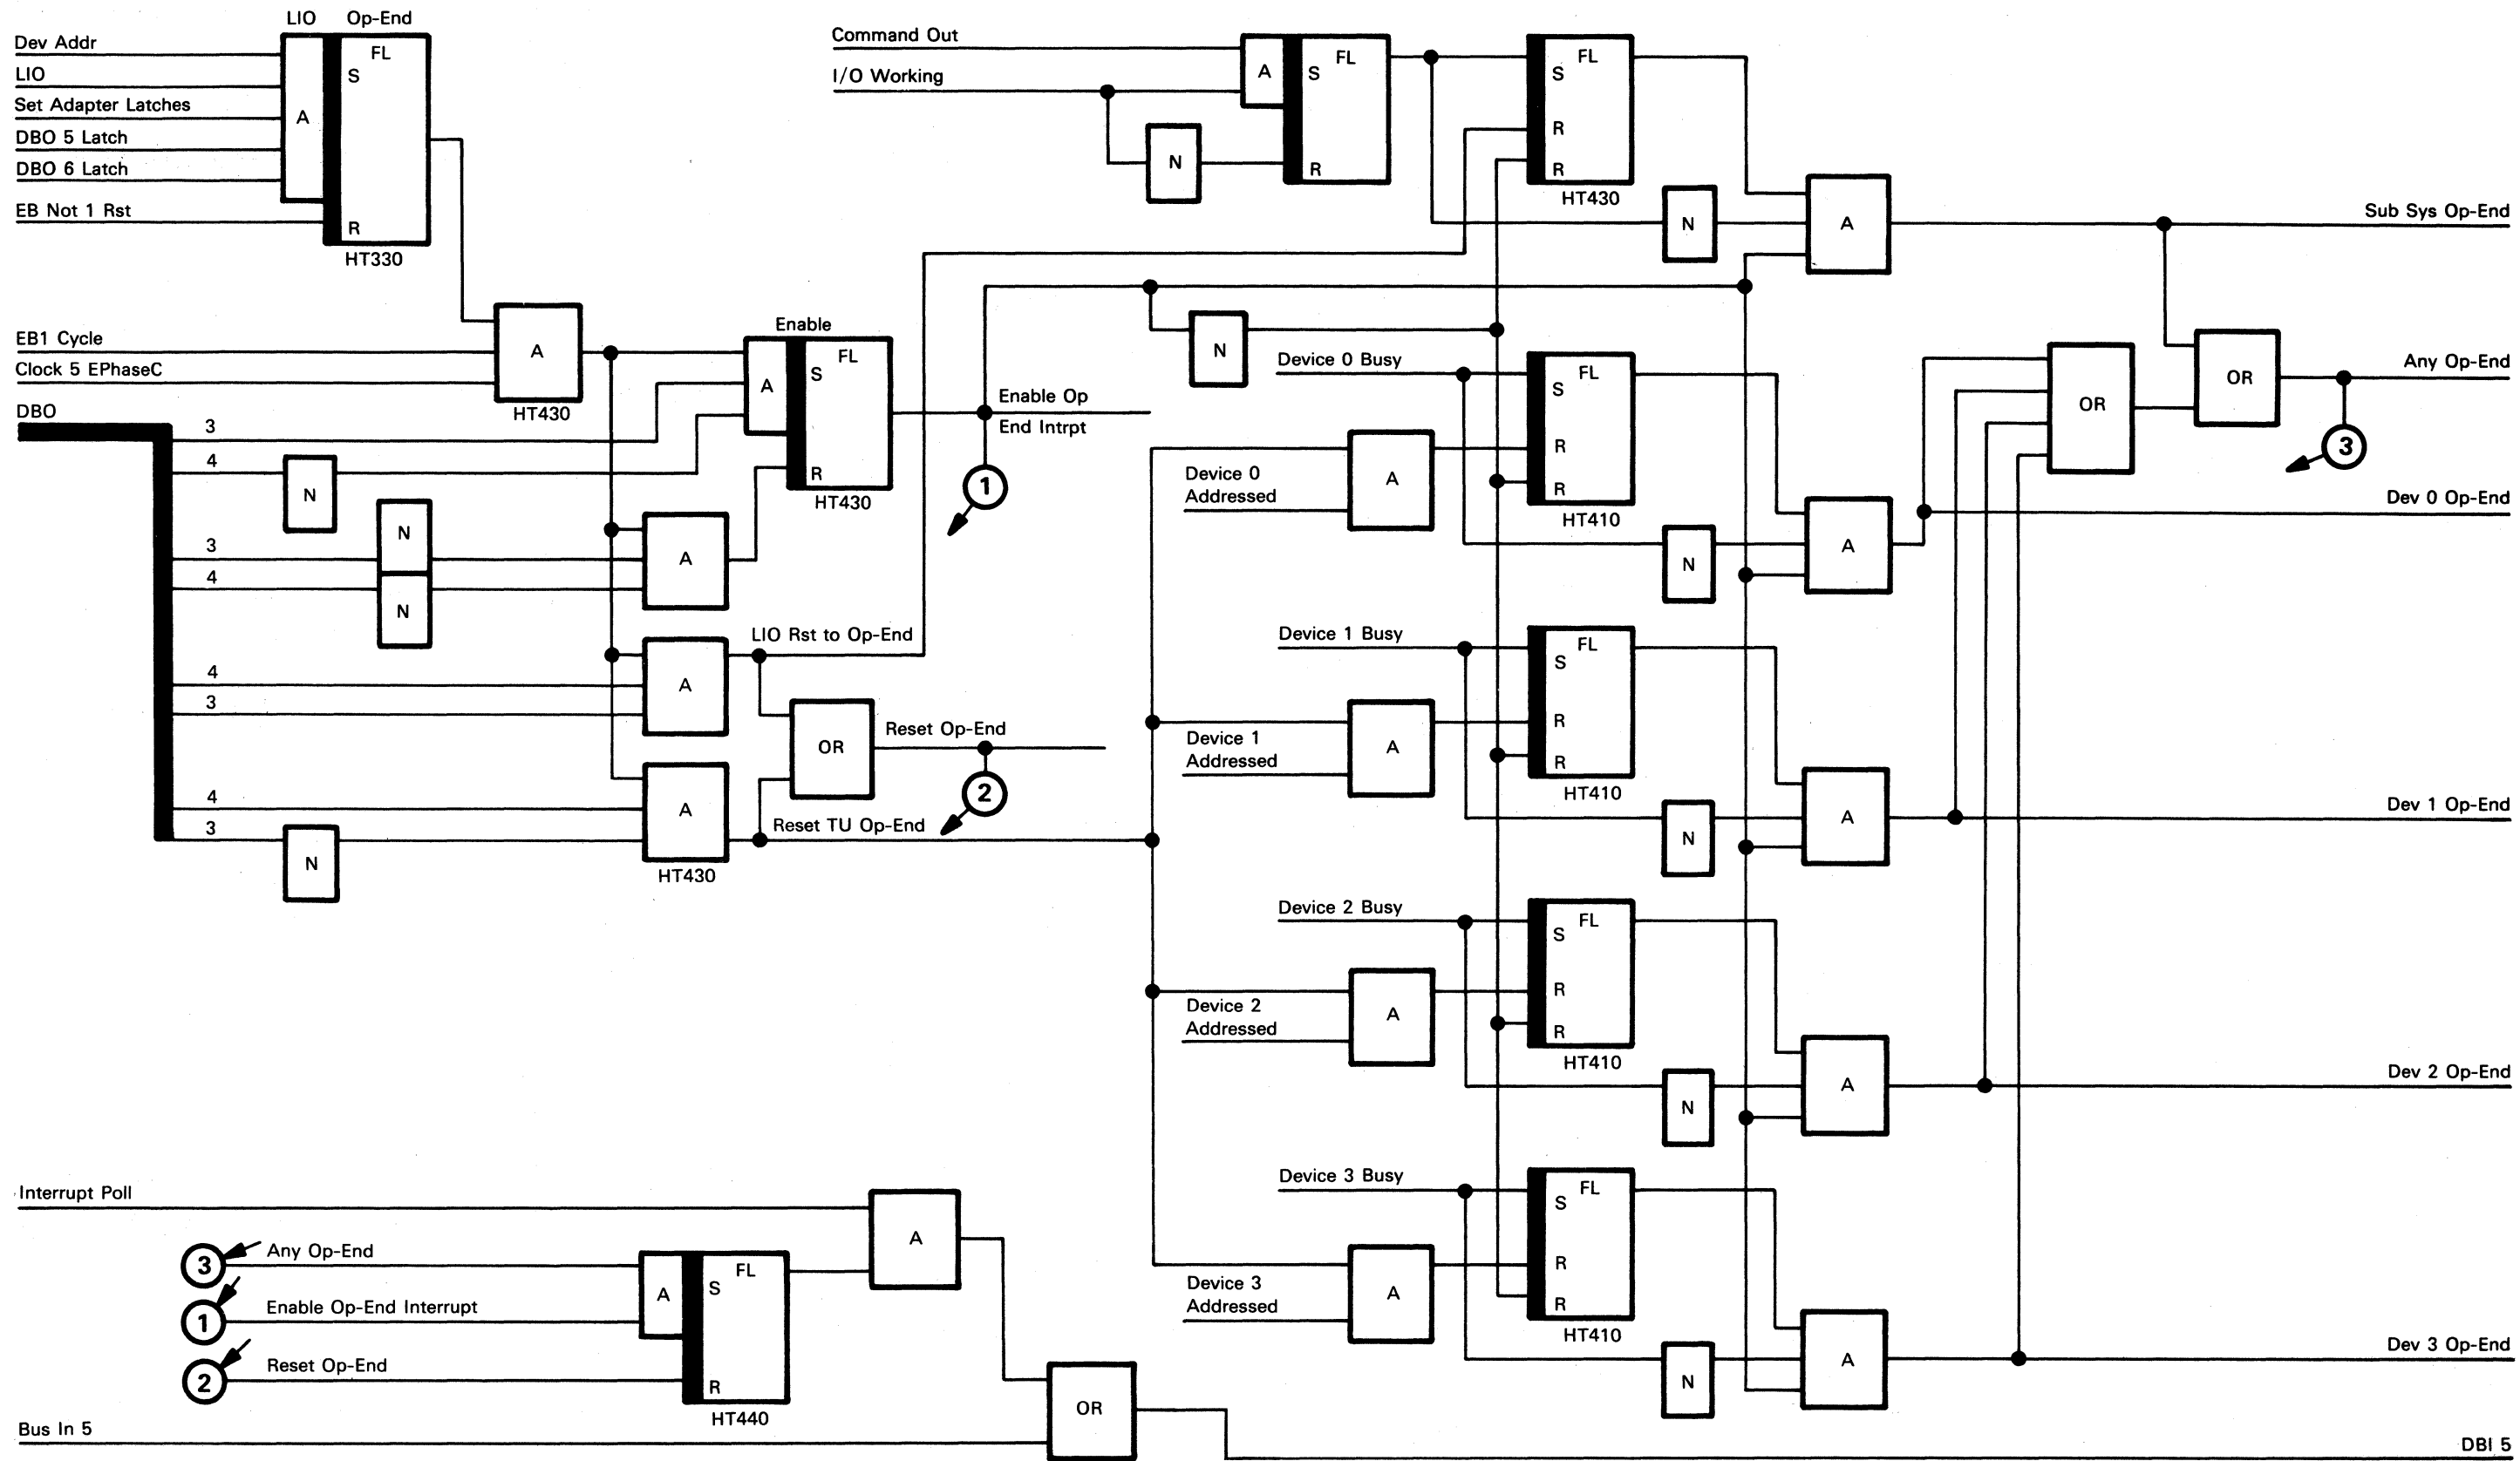 LIO Op-End
Dev Addr
LIO
Set Adapter Latches
DBO 5 Latch
DBO 6 Latch
EB Not 1 Rst
A
FL
S
R
HT330
EB1 Cycle
Clock 5 EPhaseC
A
HT430
DBO
3
4
N
3
N
4
N
4
3
4
3
N
Enable
A
S
FL
R
HT430
A
A
A
HT430
LIO Rst to Op-End
OR
Reset Op-End
2
Reset TU Op-End
Enable Op
End Intrpt
1
Command Out
I/O Working
A
S
FL
R
N
FL
S
R
R
HT430
N
A
Sub Sys Op-End
N
Device 0 Busy
FL
S
R
R
HT410
Device 0
Addressed
A
N
A
OR
OR
Any Op-End
3
Dev 0 Op-End
Device 1 Busy
FL
S
R
R
HT410
Device 1
Addressed
A
N
A
Dev 1 Op-End
Device 2 Busy
FL
S
R
R
HT410
Device 2
Addressed
A
N
A
Dev 2 Op-End
Device 3 Busy
FL
S
R
R
HT410
Device 3
Addressed
A
N
A
Dev 3 Op-End
Interrupt Poll
A
3 Any Op-End
1 Enable Op-End Interrupt
2 Reset Op-End
A
S
FL
R
HT440
Bus In 5
OR
DBI 5